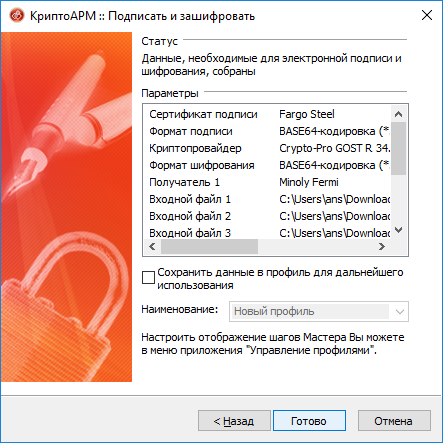 КриптоАРМ :: Подписать и зашифровать
Статус
Данные, необходимые для электронной подписи и
шифрования, собраны
Параметры
Сертификат подписи Fargo Steel
Формат подписи BASE64-кодировка (*
Криптопровайдер Crypto-Pro GOST R 34.
Формат шифрования BASE64-кодировка (*
Получатель 1 Minoly Fermi
Входной файл 1 C:\Users\ans\Downloac
Входной файл 2 C:\Users\ans\Downloac
Входной файл 3 C:\Users\ans\Downloac
Сохранить данные в профиль для дальнейшего
использования
Наименование: Новый профиль
Настроить отображение шагов Мастера Вы можете
в меню приложения "Управление профилями".
< Назад Готово Отмена